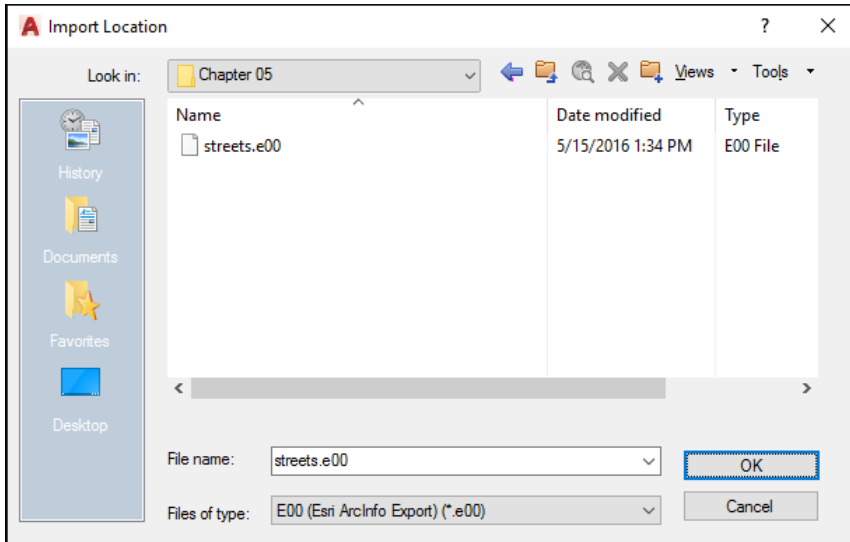 Import Location
Look in: Chapter 05 Views Tools
Name Date modified Type
streets.e00 5/15/2016 1:34 PM E00 File
History
Documents
Favorites
Desktop
File name: streets.e00 OK
Files of type: E00 (Esri ArcInfo Export) (*.e00) Cancel